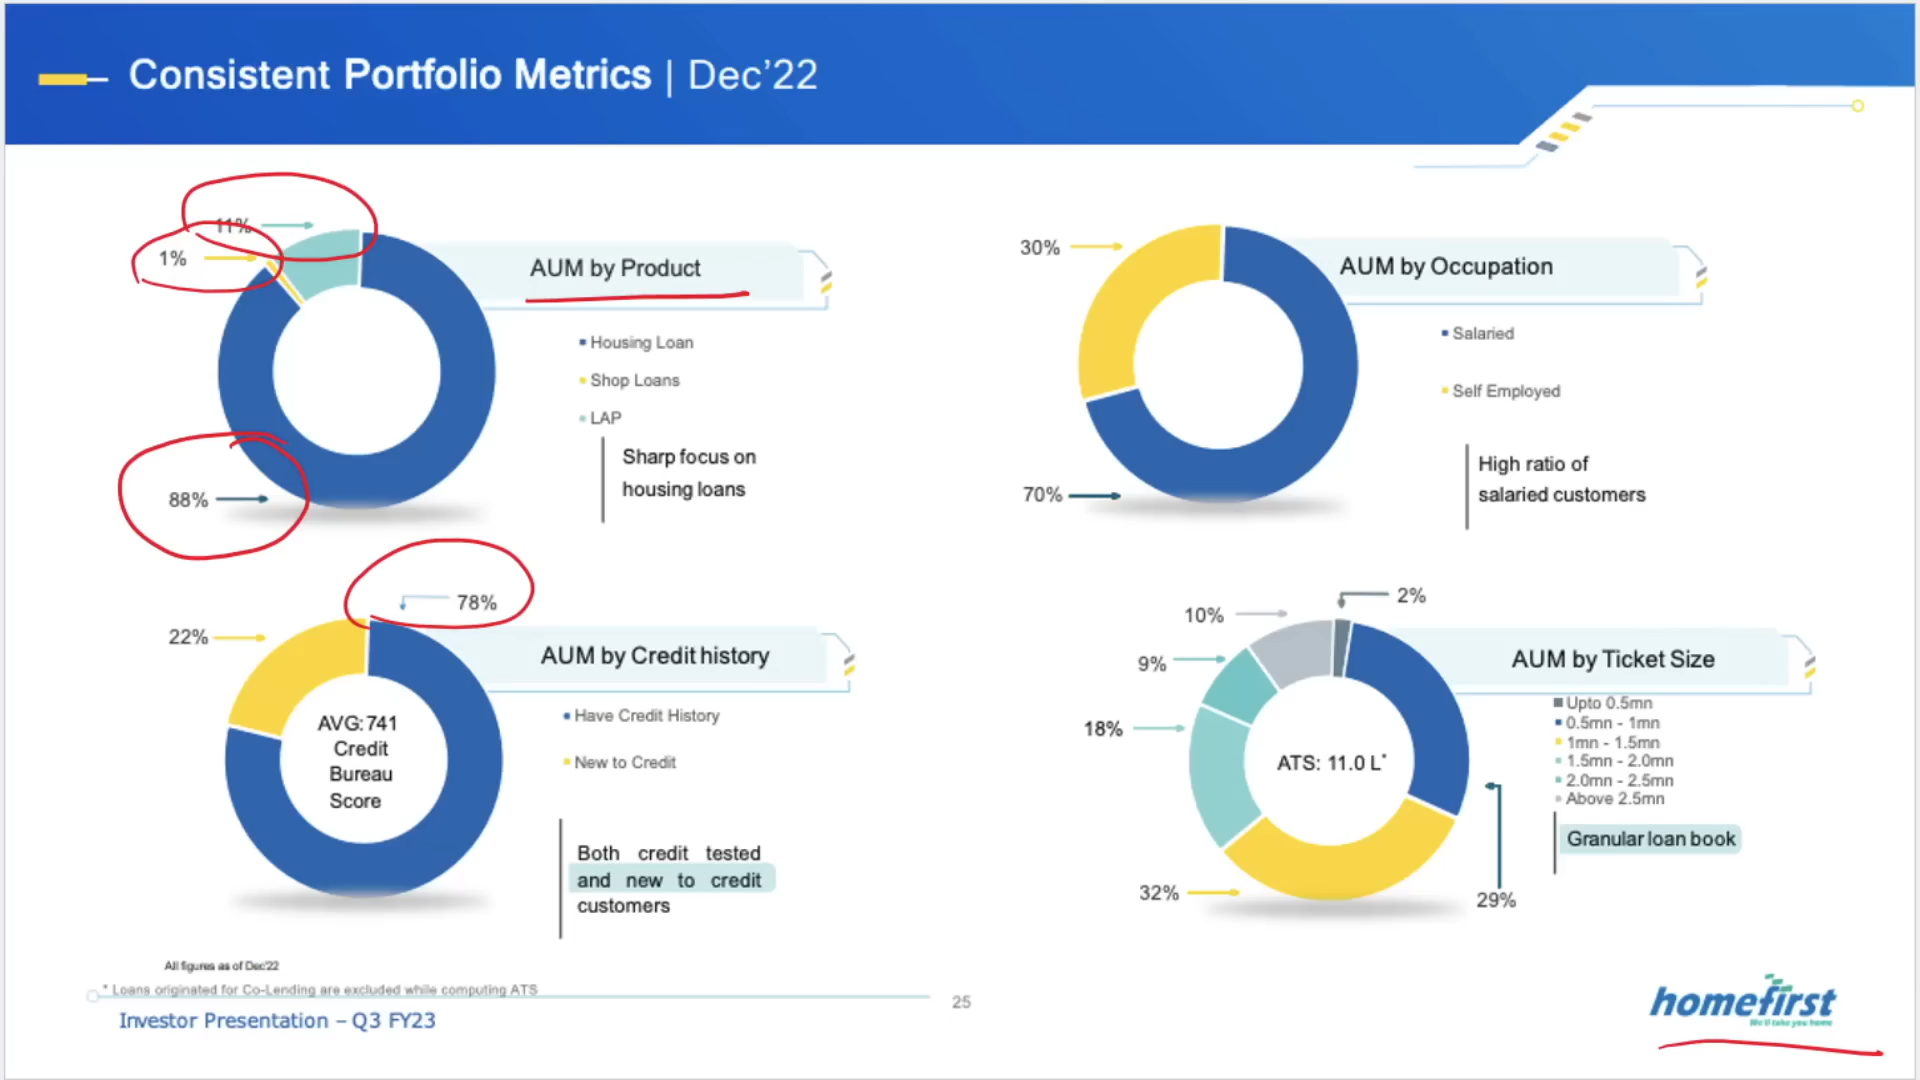 Consistent Portfolio Metrics | Dec’22
11%
1%
AUM by Product
Housing Loan
Shop Loans
LAP
Sharp focus on
housing loans
88%
30%
AUM by Occupation
Salaried
Self Employed
High ratio of
salaried customers
70%
78%
22%
AUM by Credit history
AVG:741
Credit
Bureau
Score
Have Credit History
New to Credit
Both credit tested
and new to credit
customers
2%
10%
9%
18%
AUM by Ticket Size
ATS: 11.0 L*
Upto 0.5mn
0.5mn - 1mn
1mn - 1.5mn
1.5mn - 2.0mn
2.0mn - 2.5mn
Above 2.5mn
Granular loan book
32%
29%
All figures as of Dec'22
* Loans originated for Co-Lending are excluded while computing ATS
25
Investor Presentation – Q3 FY23
homefirst
We'll take you home